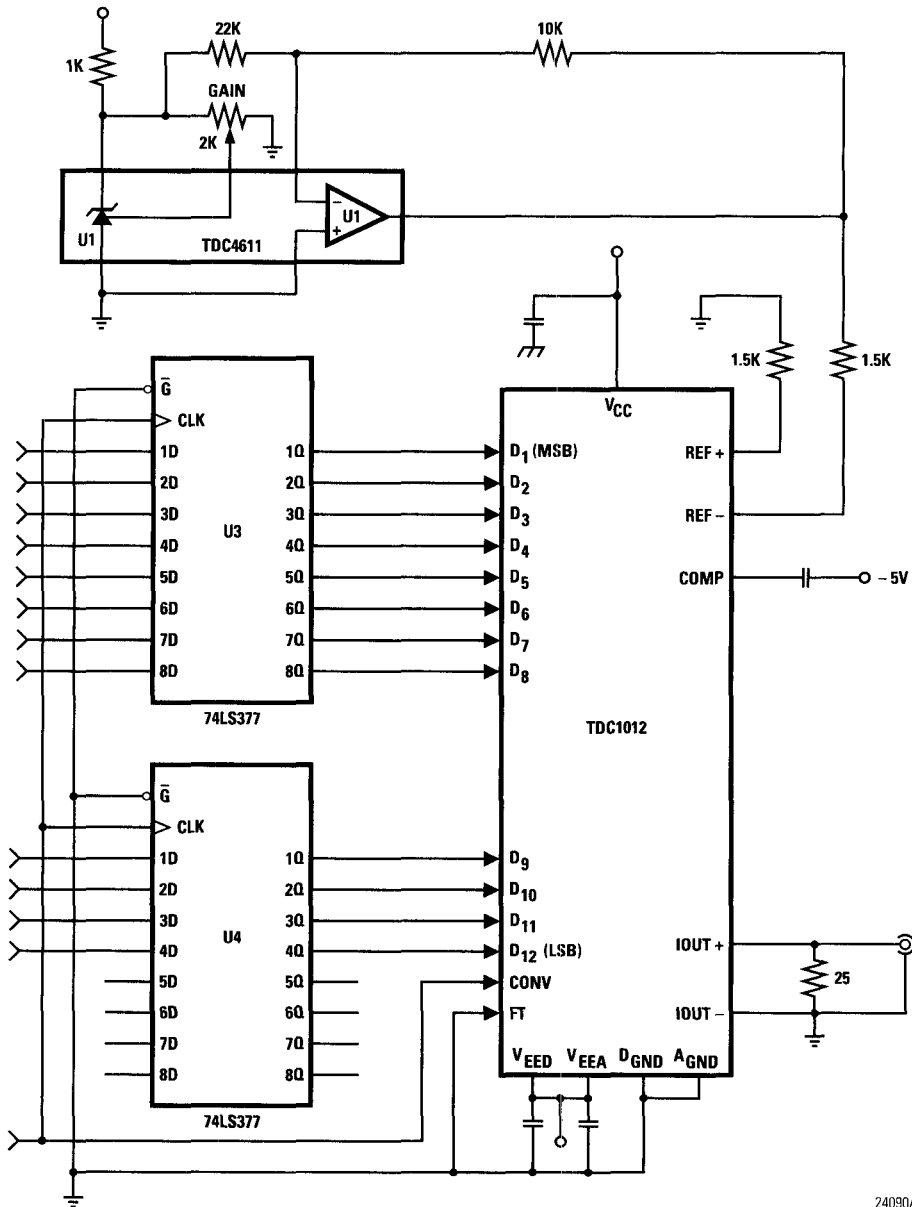 22K
10K
1K
GAIN
2K
U1
U1
−
+
TDC4611
1.5K
1.5K
G̅
CLK
1D
2D
3D
4D
5D
6D
7D
8D
1Q
2Q
3Q
4Q
5Q
6Q
7Q
8Q
U3
74LS377
G̅
CLK
1D
2D
3D
4D
5D
6D
7D
8D
1Q
2Q
3Q
4Q
5Q
6Q
7Q
8Q
U4
74LS377
VCC
D1 (MSB)
D2
D3
D4
D5
D6
D7
D8
D9
D10
D11
D12 (LSB)
CONV
FT
TDC1012
REF +
REF −
COMP
− 5V
IOUT +
IOUT −
25
VEED
VEEA
DGND
AGND